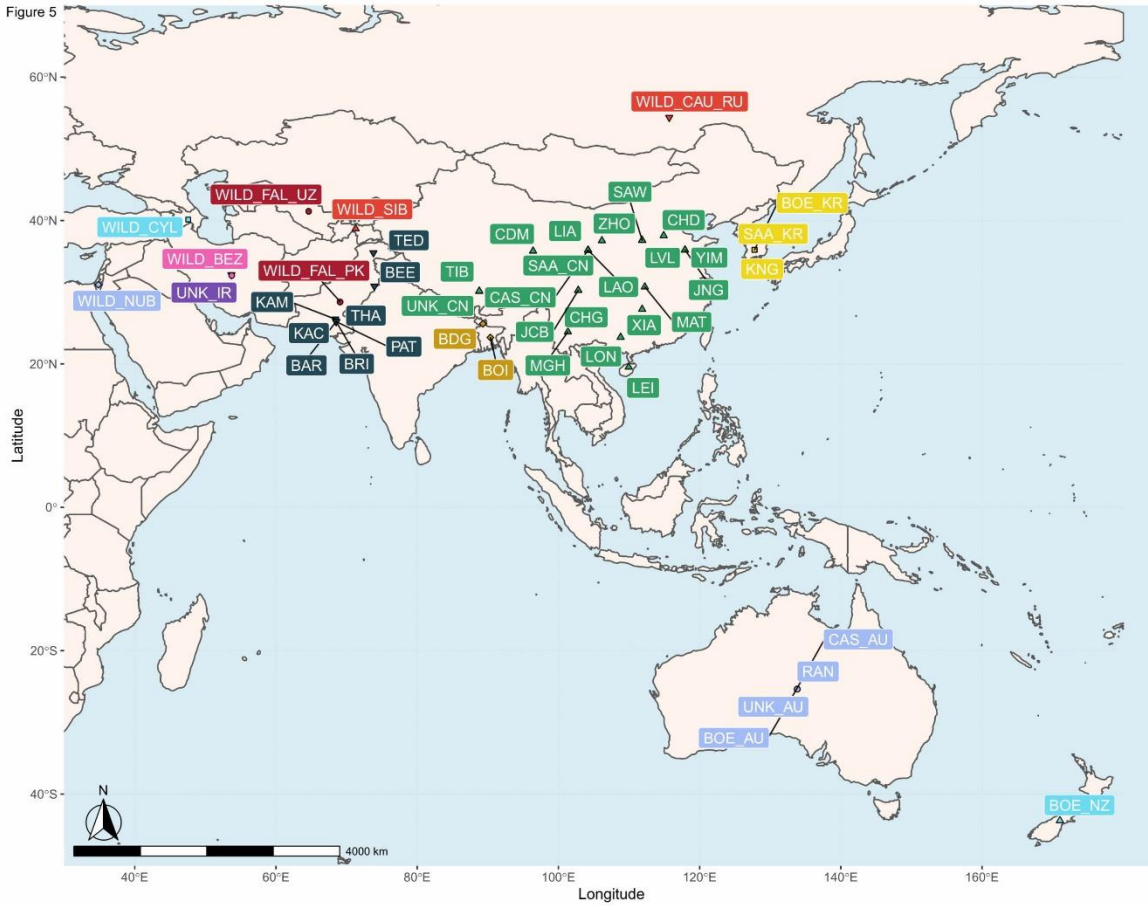 Figure 5
60°N
WILD_CAU_RU
SAW
BOE_KR
WILD_FAL_UZ
40°N
WILD_SIB
ZHO
CHD
WILD_CYL
LIA
SAA_KR
TED
CDM
WILD_BEZ
SAA_CN
LVL
YIM
WILD_FAL_PK
BEE
TIB
KNG
UNK_IR
LAO
JNG
WILD_NUB
KAM
UNK_CN
CAS_CN
THA
CHG
XIA
MAT
KAC
JCB
BDG
PAT
BAR
BRI
20°N
BOI
MGH
LON
LEI
Latitude
0°
20°S
CAS_AU
RAN
UNK_AU
BOE_AU
40°S
N
BOE_NZ
4000 km
40°E
60°E
80°E
100°E
120°E
140°E
160°E
Longitude